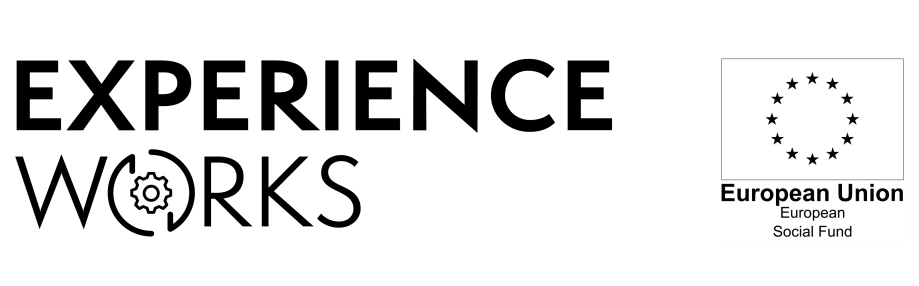 EXPERIENCE
WORKS
European Union
European
Social Fund